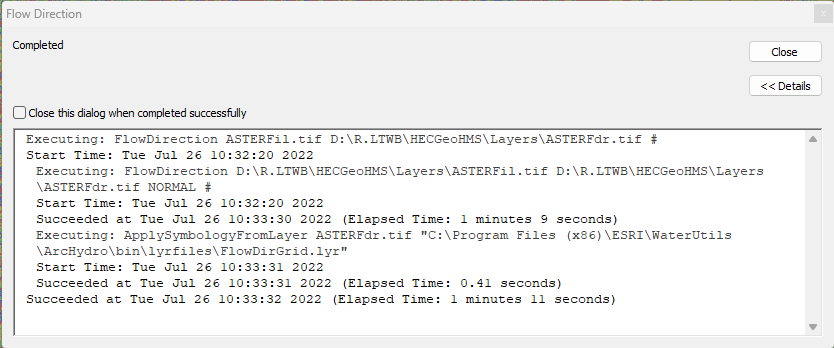 Flow Direction
x
Completed
Close
<< Details
Close this dialog when completed successfully
Executing: FlowDirection ASTERFil.tif D:\R.LTWB\HECGeoHMS\Layers\ASTERFdr.tif #
Start Time: Tue Jul 26 10:32:20 2022
Executing: FlowDirection D:\R.LTWB\HECGeoHMS\Layers\ASTERFil.tif D:\R.LTWB\HECGeoHMS\Layers
\ASTERFdr.tif NORMAL #
Start Time: Tue Jul 26 10:32:20 2022
Succeeded at Tue Jul 26 10:33:30 2022 (Elapsed Time: 1 minutes 9 seconds)
Executing: ApplySymbologyFromLayer ASTERFdr.tif "C:\Program Files (x86)\ESRI\WaterUtils
\ArcHydro\bin\lyrfiles\FlowDirGrid.lyr"
Start Time: Tue Jul 26 10:33:31 2022
Succeeded at Tue Jul 26 10:33:31 2022 (Elapsed Time: 0.41 seconds)
Succeeded at Tue Jul 26 10:33:32 2022 (Elapsed Time: 1 minutes 11 seconds)